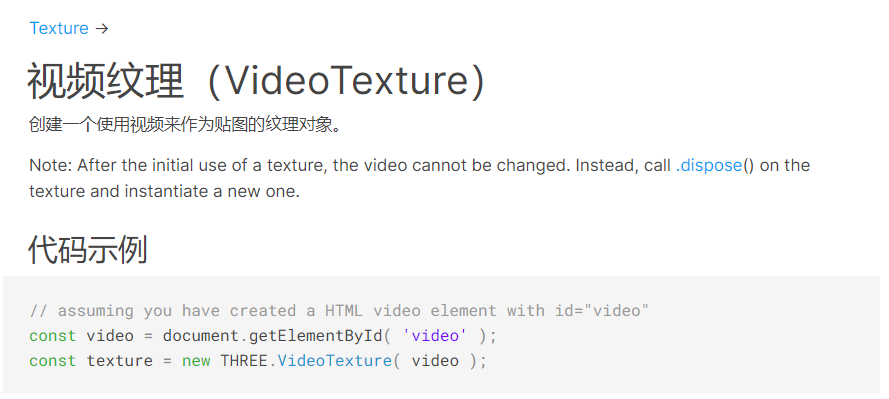 Texture →
视频纹理（VideoTexture）
创建一个使用视频来作为贴图的纹理对象。
Note: After the initial use of a texture, the video cannot be changed. Instead, call .dispose() on the
texture and instantiate a new one.
代码示例
// assuming you have created a HTML video element with id="video"
const video = document.getElementById( 'video' );
const texture = new THREE.VideoTexture( video );